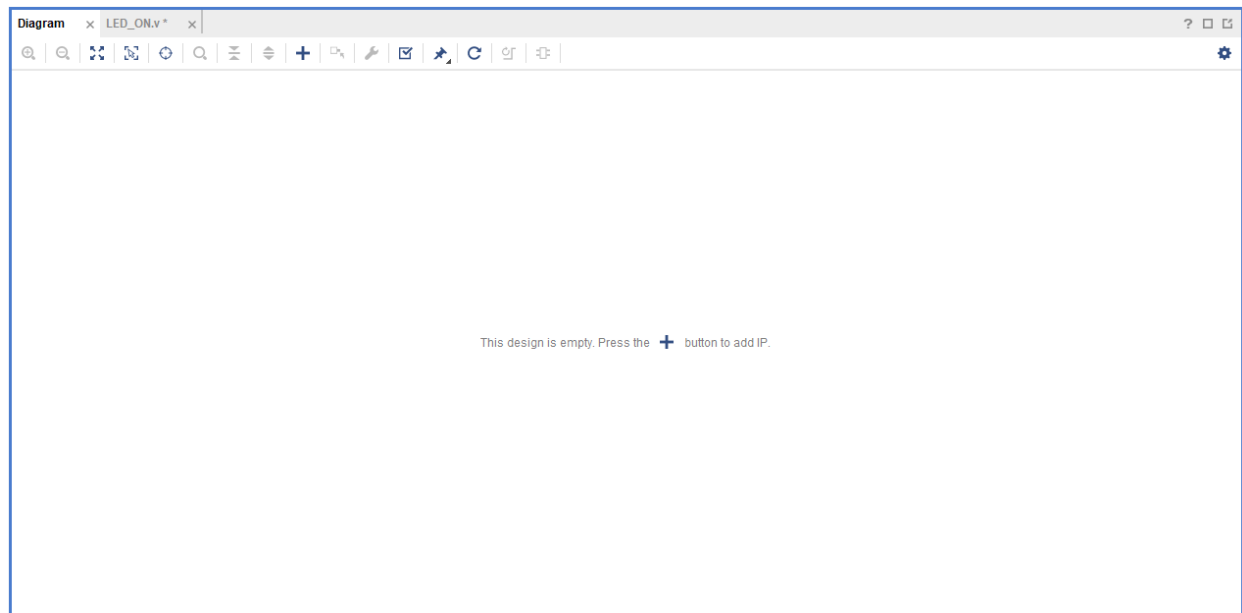 Diagram LED_ON.v *
This design is empty. Press the + button to add IP.